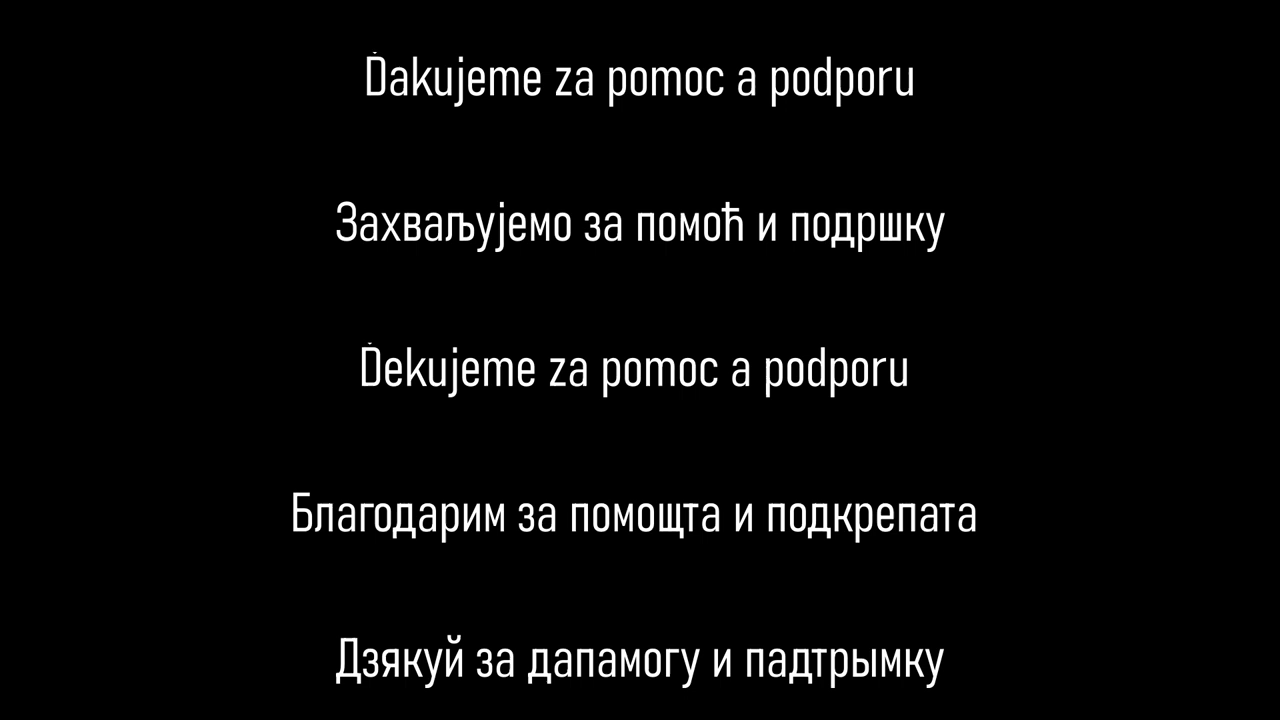 Ďakujeme za pomoc a podporu
Захваљујемо за помоћ и подршку
Ďekujeme za pomoc a podporu
Благодарим за помощта и подкрепата
Дзякуй за дапамогу и падтрымку